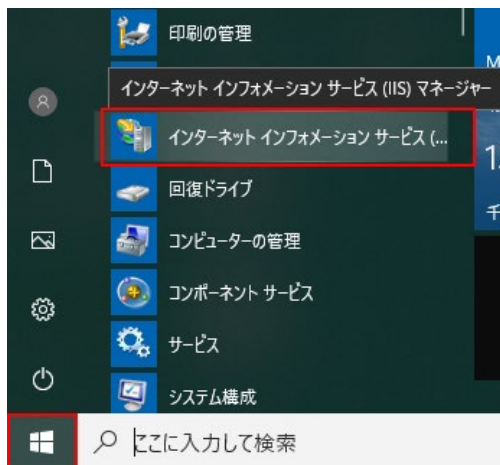 印刷の管理
M
インターネット インフォメーション サービス (IIS) マネージャー
インターネット インフォメーション サービス (...
回復ドライブ
千
コンピューターの管理
コンポーネント サービス
サービス
システム構成
ここに入力して検索